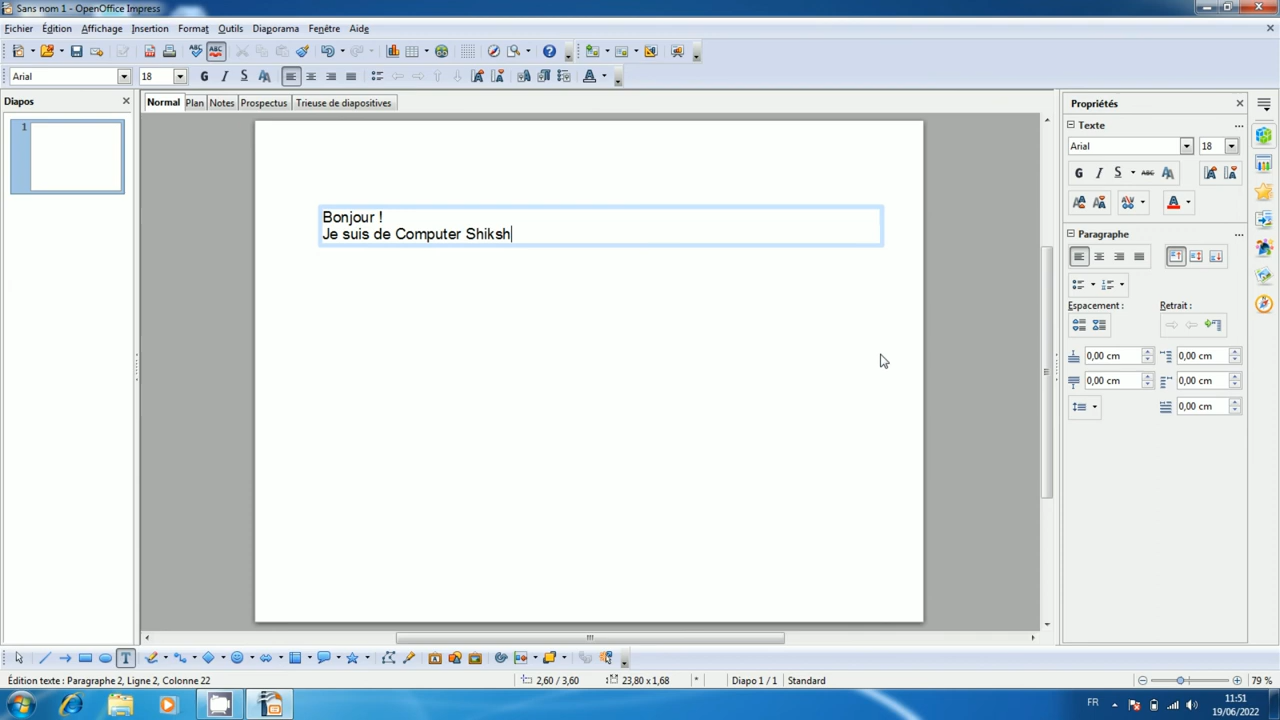 Sans nom 1 - OpenOffice Impress
Fichier Édition Affichage Insertion Format Outils Diaporama Fenêtre Aide
Arial 18
Diapos
Normal Plan Notes Prospectus Trieuse de diapositives
1
Bonjour !
Je suis de Computer Shiksh
Propriétés
Texte
Arial 18
Paragraphe
Espacement : Retrait :
0,00 cm 0,00 cm
0,00 cm 0,00 cm
0,00 cm
Édition texte : Paragraphe 2, Ligne 2, Colonne 22 2,60 / 3,60 23,80 x 1,68 * Diapo 1 / 1 Standard 79 %
FR 11:51
19/06/2022